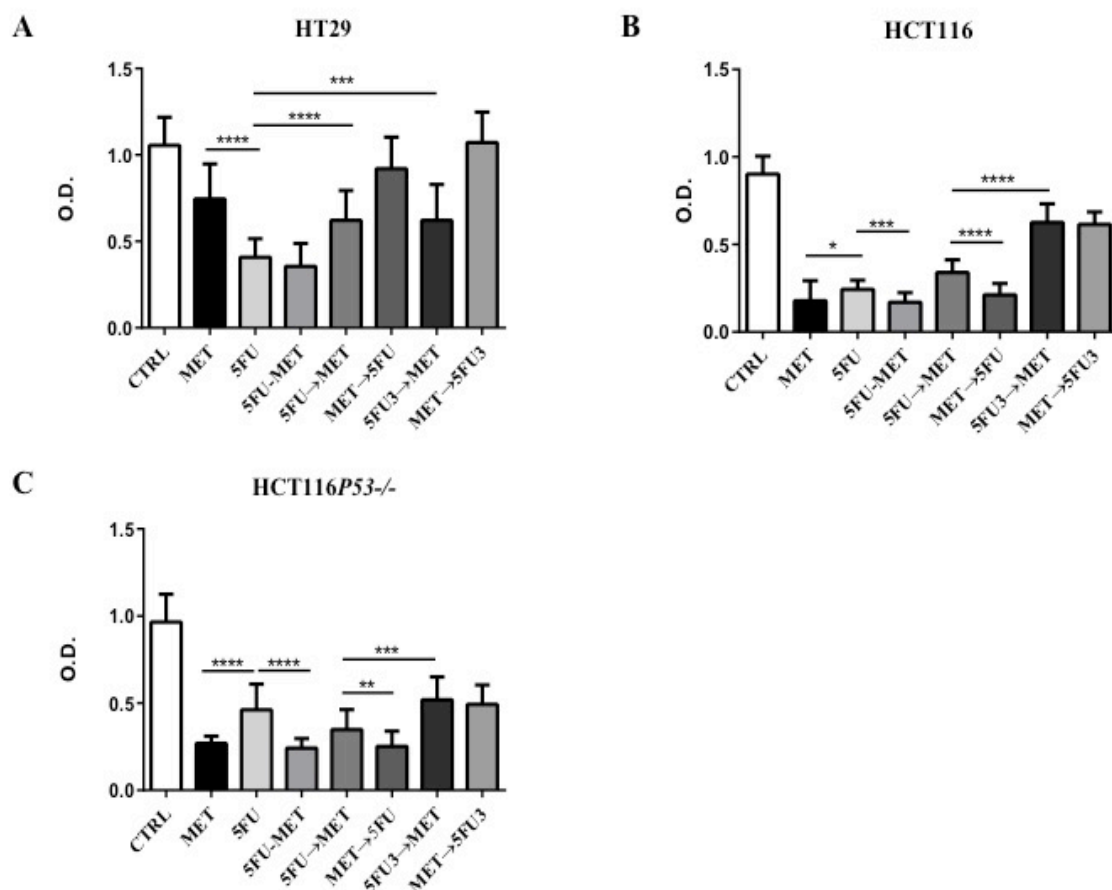 A
HT29
1.5
1.0
0.5
0.0
O.D.
***
****
****
CTRL
MET
5FU
5FU-MET
5FU→MET
MET→5FU
5FU3→MET
MET→5FU3
B
HCT116
1.5
1.0
0.5
0.0
O.D.
****
***
****
*
CTRL
MET
5FU
5FU-MET
5FU→MET
MET→5FU
5FU3→MET
MET→5FU3
C
HCT116P53-/-
1.5
1.0
0.5
0.0
O.D.
***
**** ****
**
CTRL
MET
5FU
5FU-MET
5FU→MET
MET→5FU
5FU3→MET
MET→5FU3